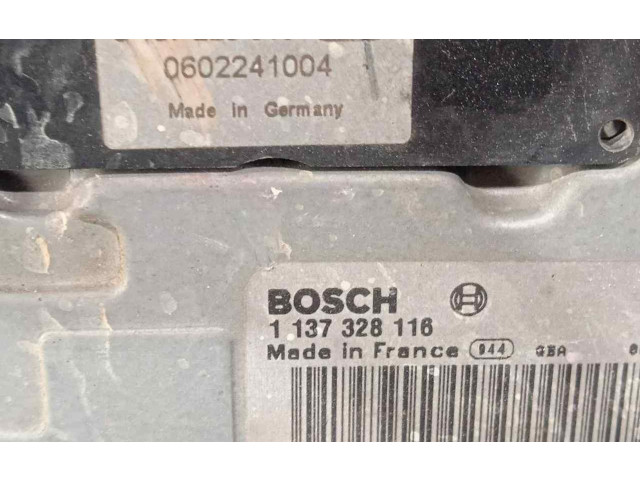 0602241004
Made in Germany
BOSCH
1 137 328 116
Made in France 944 GBA